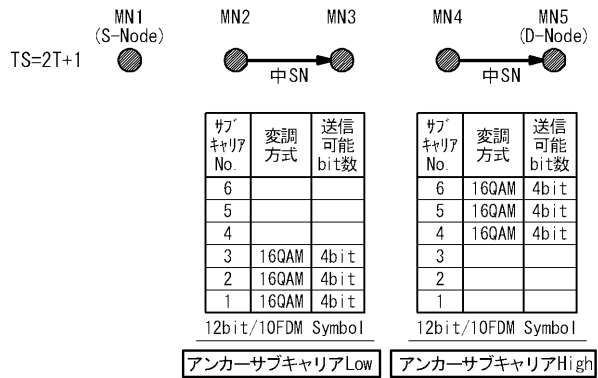 MN1 MN2 MN3 MN4 MN5
(S-Node) (D-Node)
TS=2T+1
中SN 中SN
サブキャリアNo. 変調方式 送信可能bit数
6
5
4
3 16QAM 4bit
2 16QAM 4bit
1 16QAM 4bit
12bit/1OFDM Symbol
アンカーサブキャリアLow
サブキャリアNo. 変調方式 送信可能bit数
6 16QAM 4bit
5 16QAM 4bit
4 16QAM 4bit
3
2
1
12bit/1OFDM Symbol
アンカーサブキャリアHigh